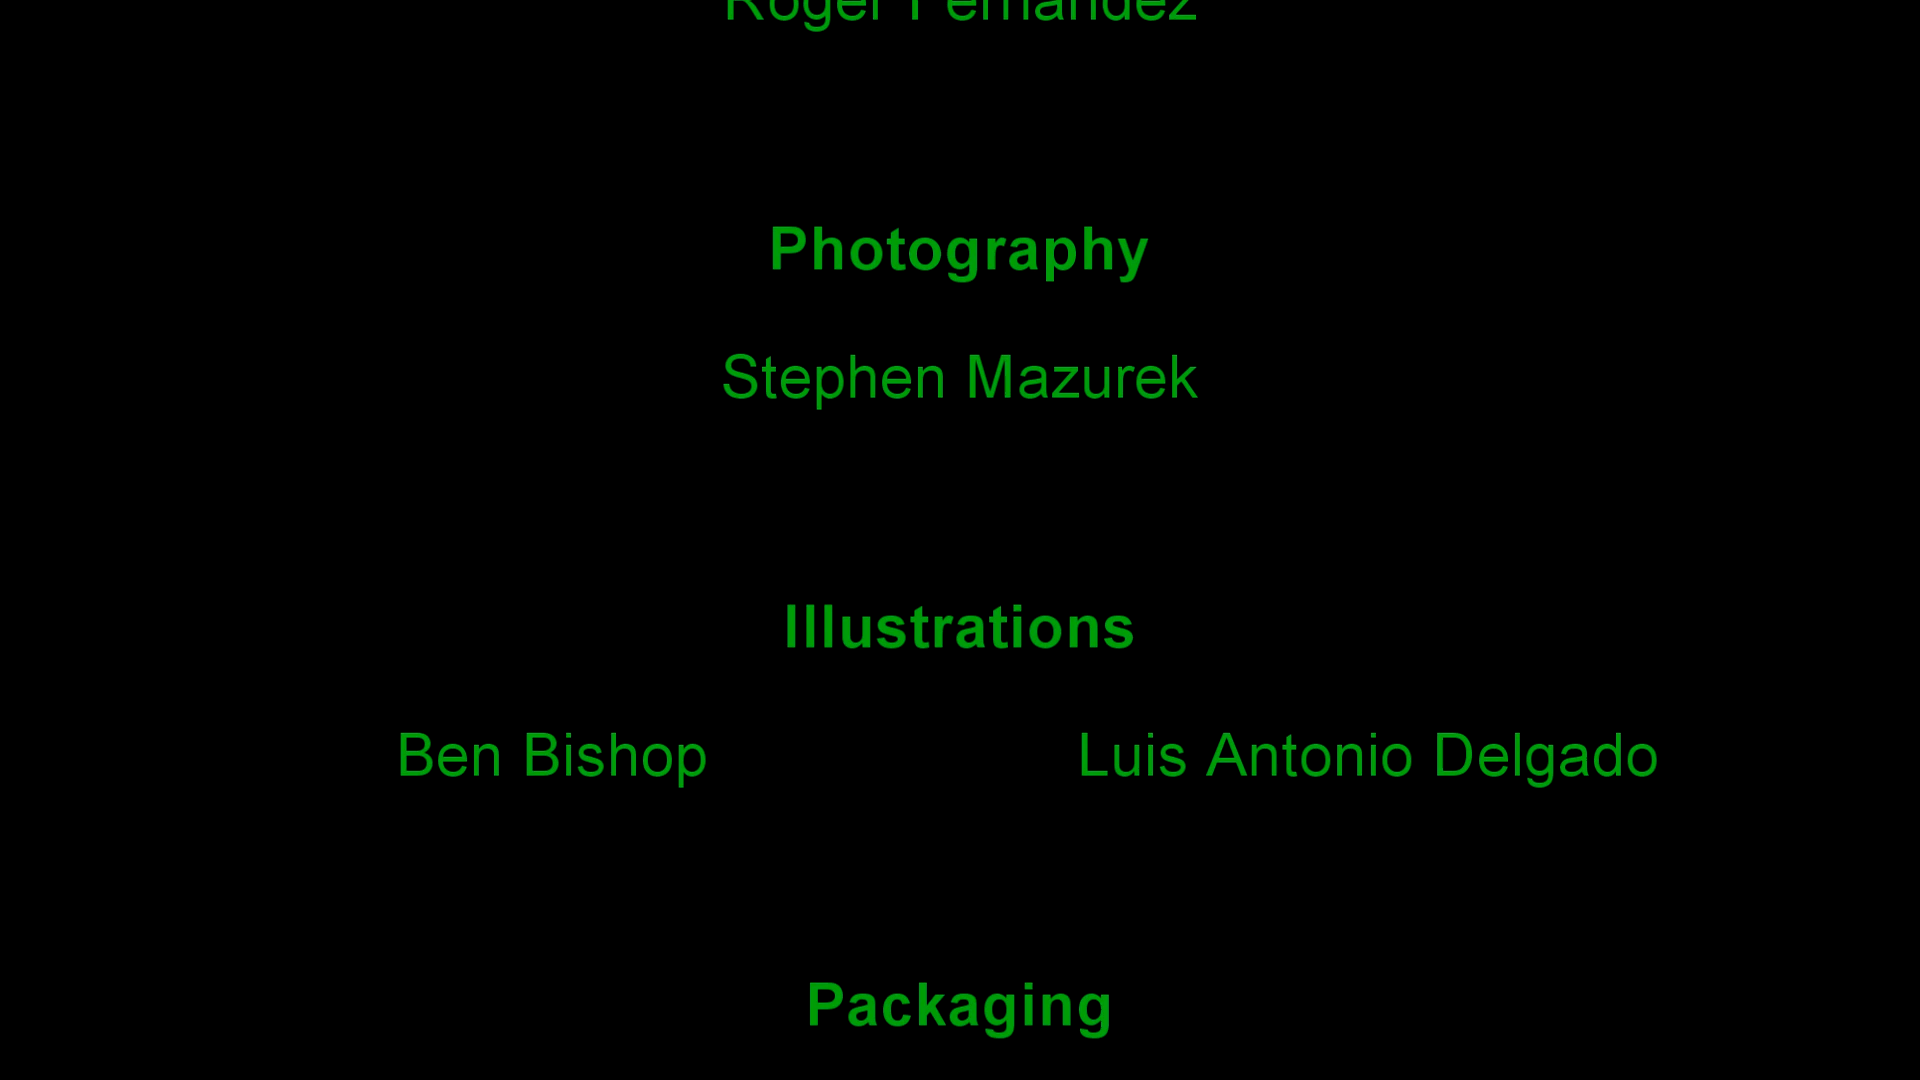 Roger Fernandez
Photography
Stephen Mazurek
Illustrations
Ben Bishop Luis Antonio Delgado
Packaging